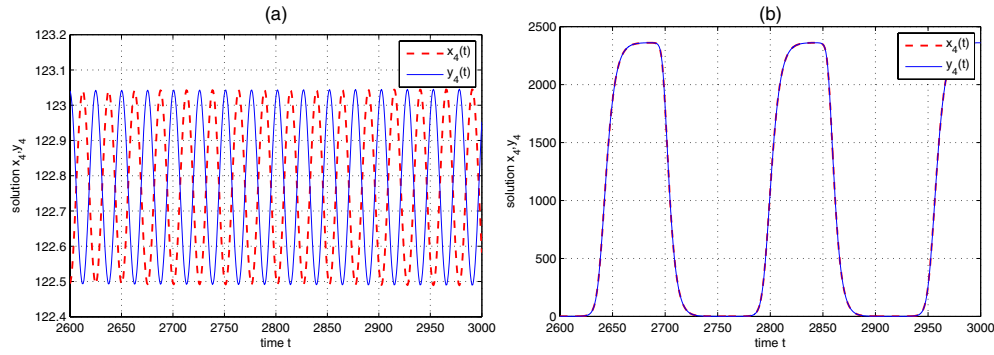 (a)
123.2
123.1
123
122.9
122.8
122.7
122.6
122.5
122.4
2600 2650 2700 2750 2800 2850 2900 2950 3000
time t
solution x₄,y₄
x₄(t)
y₄(t)
(b)
2500
2000
1500
1000
500
0
2600 2650 2700 2750 2800 2850 2900 2950 3000
time t
solution x₄,y₄
x₄(t)
y₄(t)